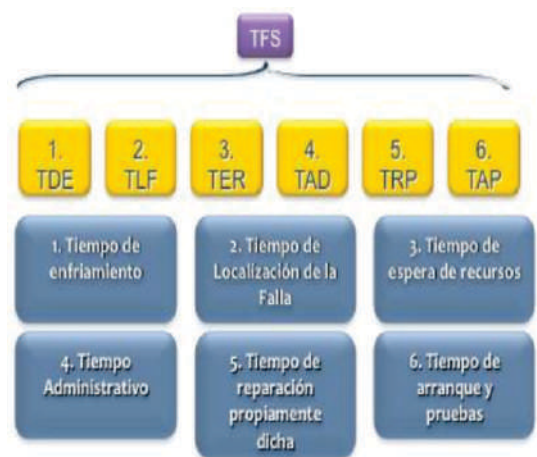 TFS
1.
TDE
2.
TLF
3.
TER
4.
TAD
5.
TRP
6.
TAP
1. Tiempo de
enfriamiento
2. Tiempo de
Localización de la
Falla
3. Tiempo de
espera de recursos
4. Tiempo
Administrativo
5. Tiempo de
reparación
propiamente
dicha
6. Tiempo de
arranque y
pruebas